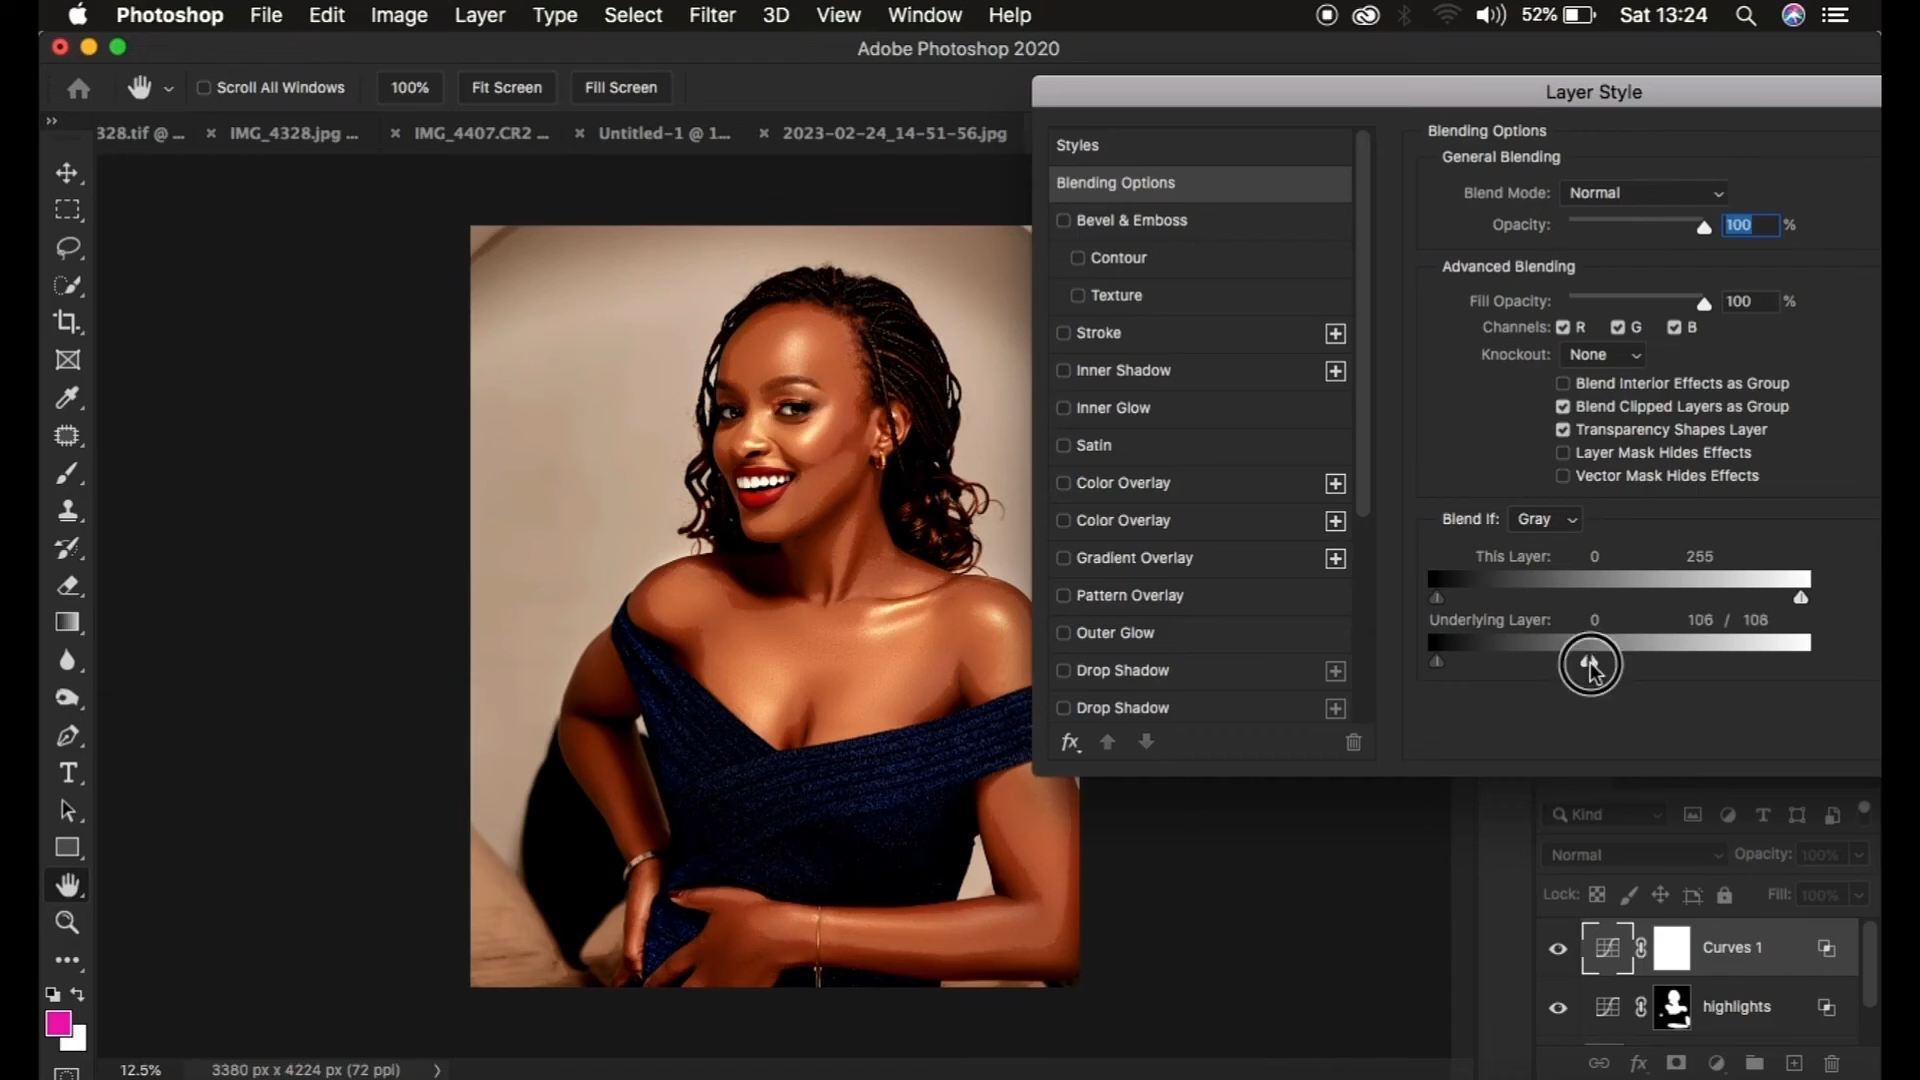 Photoshop File Edit Image Layer Type Select Filter 3D View Window Help 52% Sat 13:24
Adobe Photoshop 2020
Scroll All Windows 100% Fit Screen Fill Screen
328.tif @ ... × IMG_4328.jpg ... × IMG_4407.CR2 ... × Untitled-1 @ 1... × 2023-02-24_14-51-56.jpg
Layer Style
Styles
Blending Options
Bevel & Emboss
Contour
Texture
Stroke
Inner Shadow
Inner Glow
Satin
Color Overlay
Color Overlay
Gradient Overlay
Pattern Overlay
Outer Glow
Drop Shadow
Drop Shadow
fx
Blending Options
General Blending
Blend Mode: Normal
Opacity: 100 %
Advanced Blending
Fill Opacity: 100 %
Channels: R G B
Knockout: None
Blend Interior Effects as Group
Blend Clipped Layers as Group
Transparency Shapes Layer
Layer Mask Hides Effects
Vector Mask Hides Effects
Blend If: Gray
This Layer: 0 255
Underlying Layer: 0 106 / 108
Kind
Normal Opacity: 100%
Lock: Fill: 100%
Curves 1
highlights
fx
12.5% 3380 px x 4224 px (72 ppi)